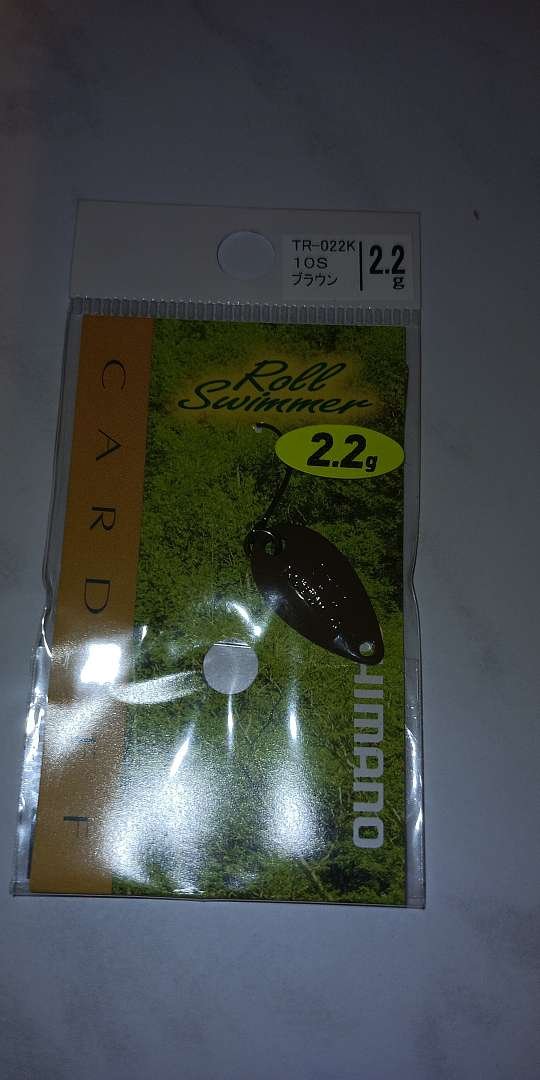 TR-022K
10S
ブラウン
2.2
g
Roll
Swimmer
2.2g
CARDIFF
SHIMANO